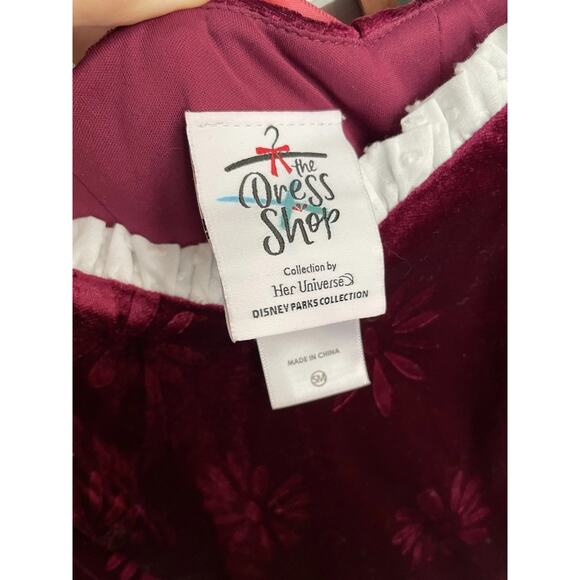 the
Dress
Shop
Collection by
Her Universe
DISNEY PARKS COLLECTION
MADE IN CHINA
SM